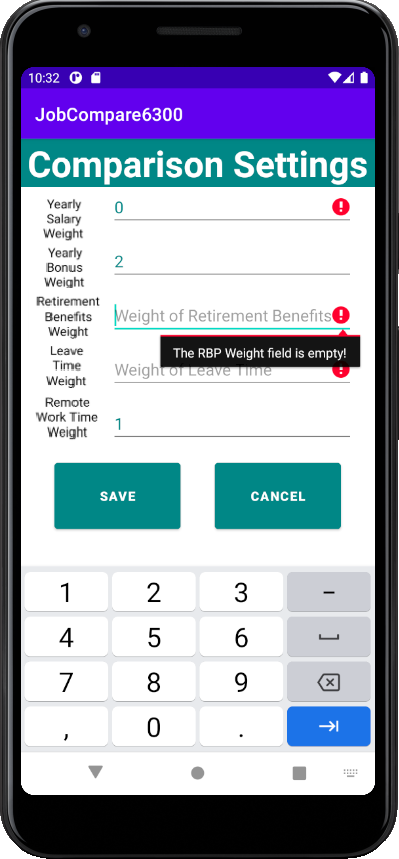 10:32
JobCompare6300
Comparison Settings
Yearly
Salary
Weight
0
Yearly
Bonus
Weight
2
Retirement
Benefits
Weight
Weight of Retirement Benefits
The RBP Weight field is empty!
Leave
Time
Weight
Weight of Leave Time
Remote
Work Time
Weight
1
SAVE CANCEL
1 2 3 -
4 5 6
7 8 9
, 0 .